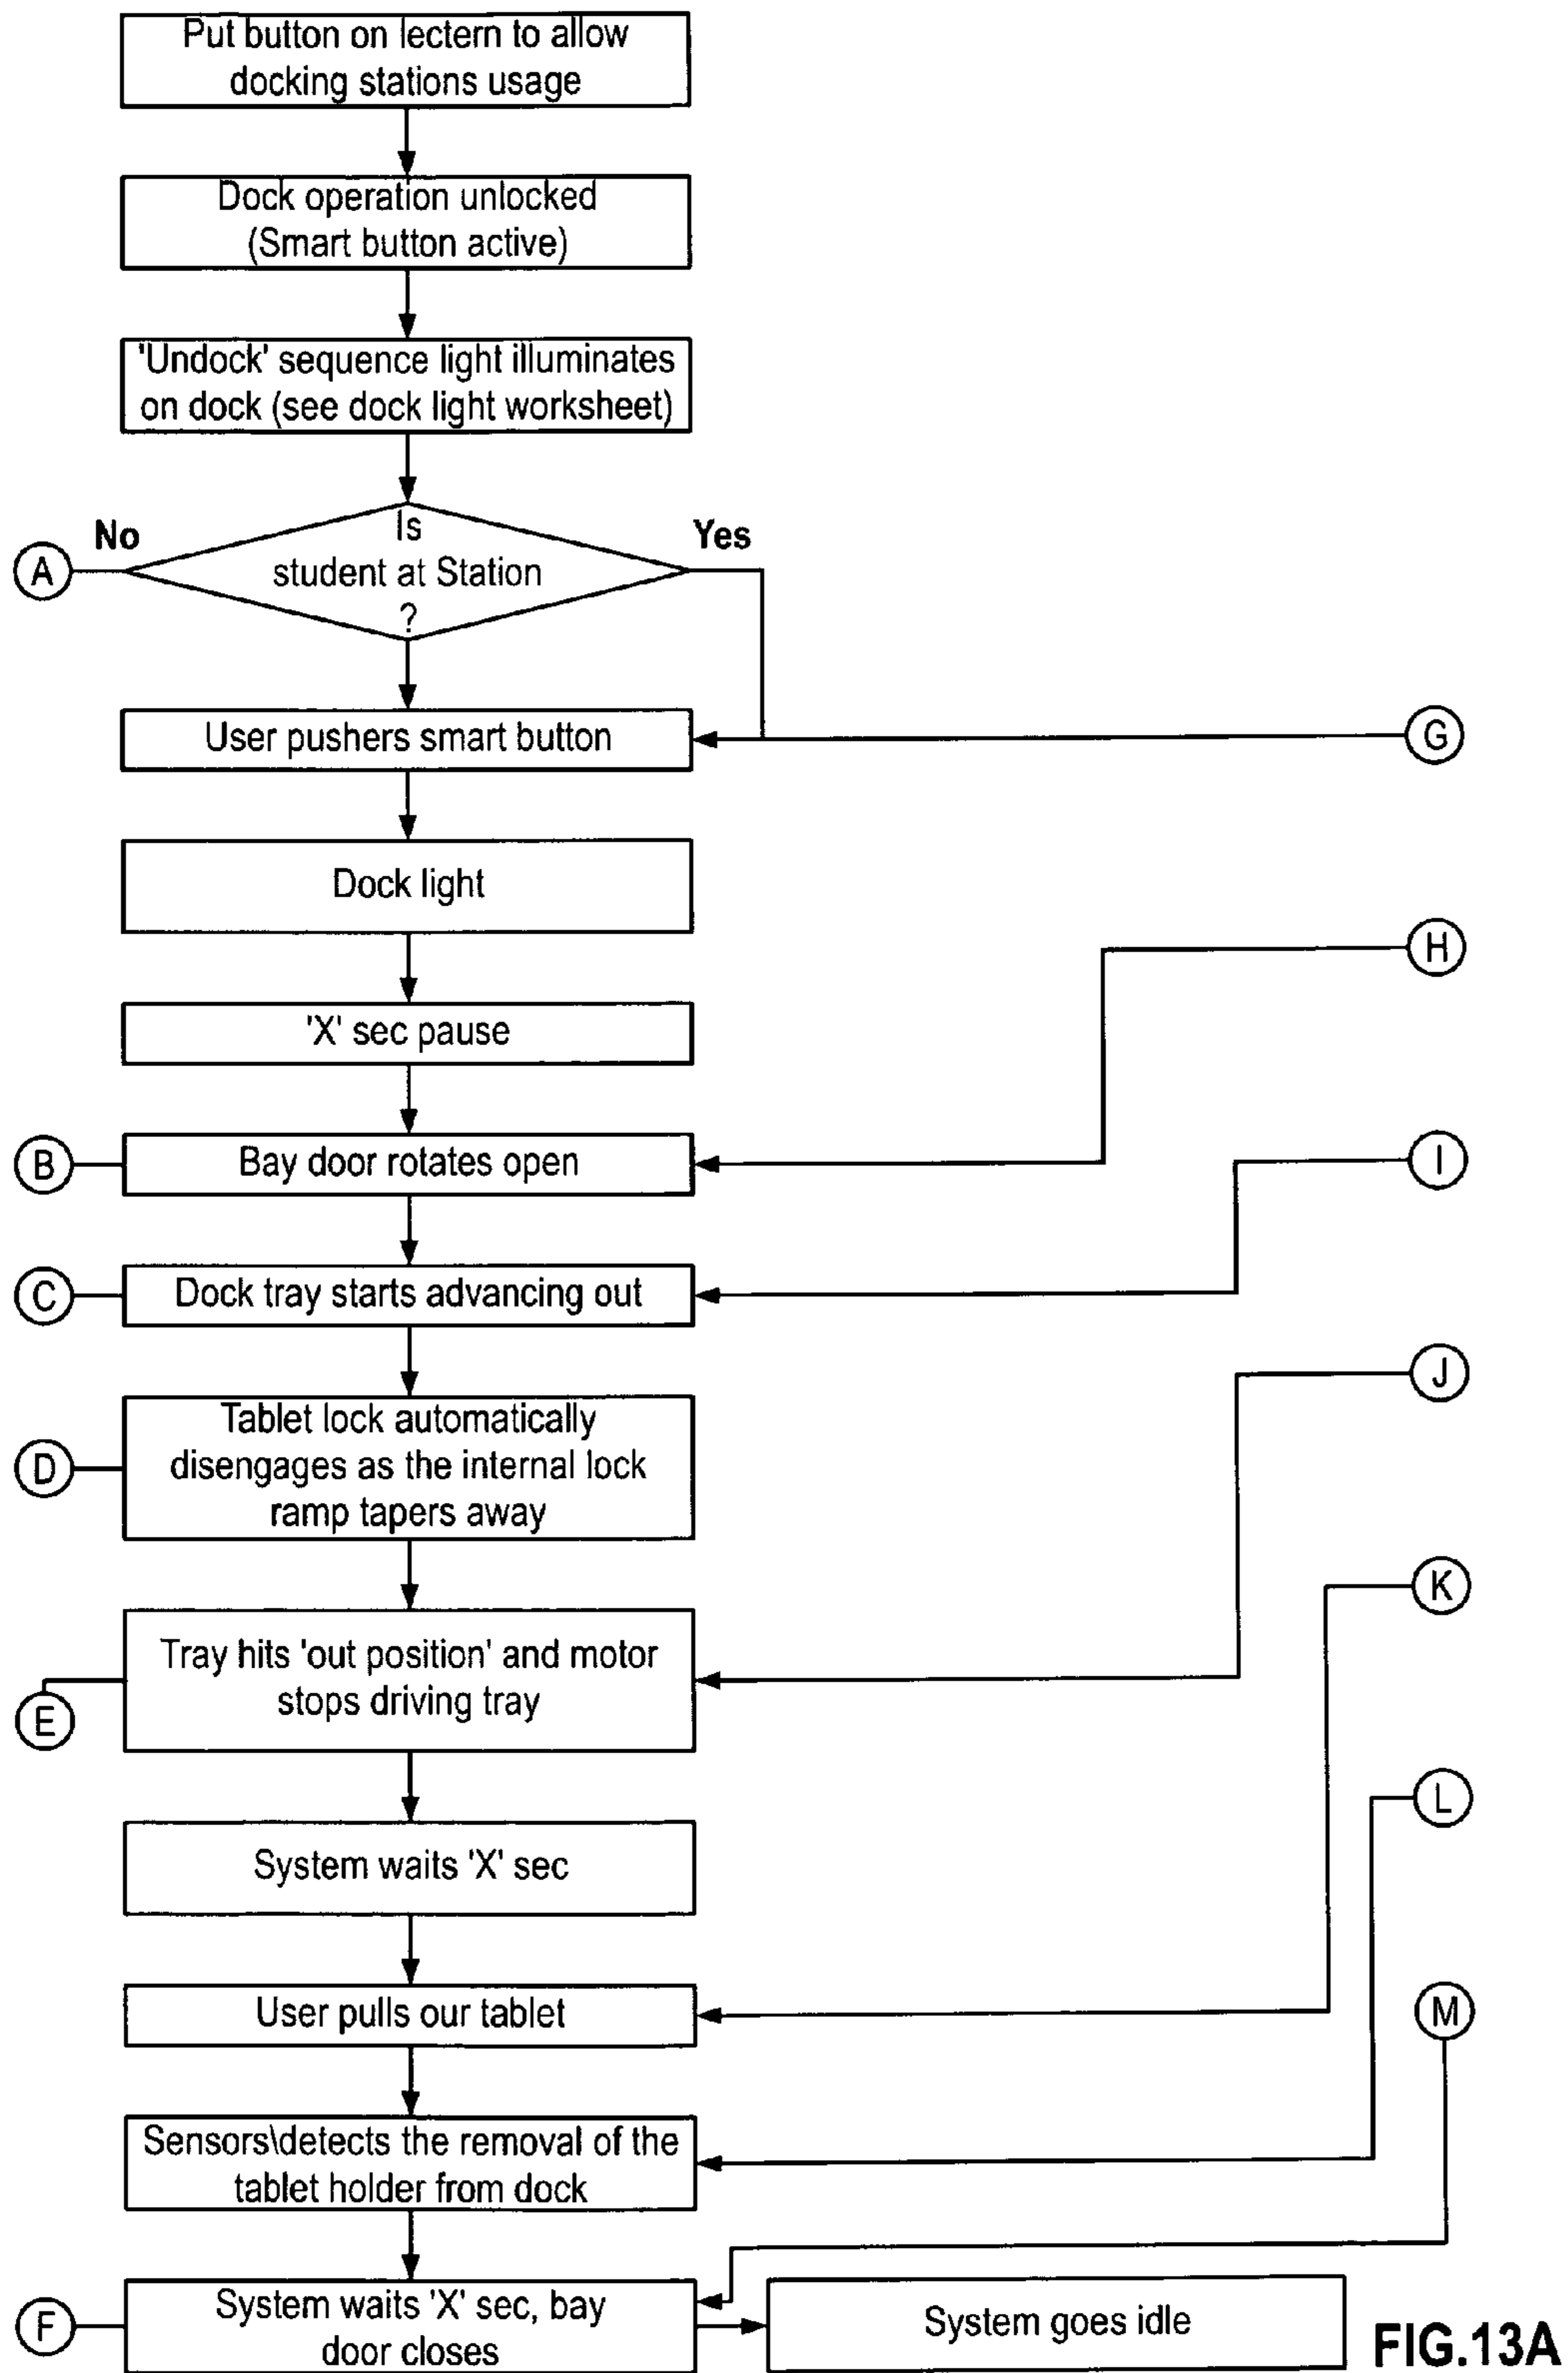 Put button on lectern to allow
docking stations usage
Dock operation unlocked
(Smart button active)
'Undock' sequence light illuminates
on dock (see dock light worksheet)
No
Is
Yes
A
student at Station
?
User pushers smart button
G
Dock light
H
'X' sec pause
B
Bay door rotates open
I
C
Dock tray starts advancing out
J
Tablet lock automatically
D
disengages as the internal lock
ramp tapers away
K
Tray hits 'out position' and motor
stops driving tray
E
L
System waits 'X' sec
User pulls our tablet
M
Sensors\detects the removal of the
tablet holder from dock
F
System waits 'X' sec, bay
door closes
System goes idle
FIG.13A